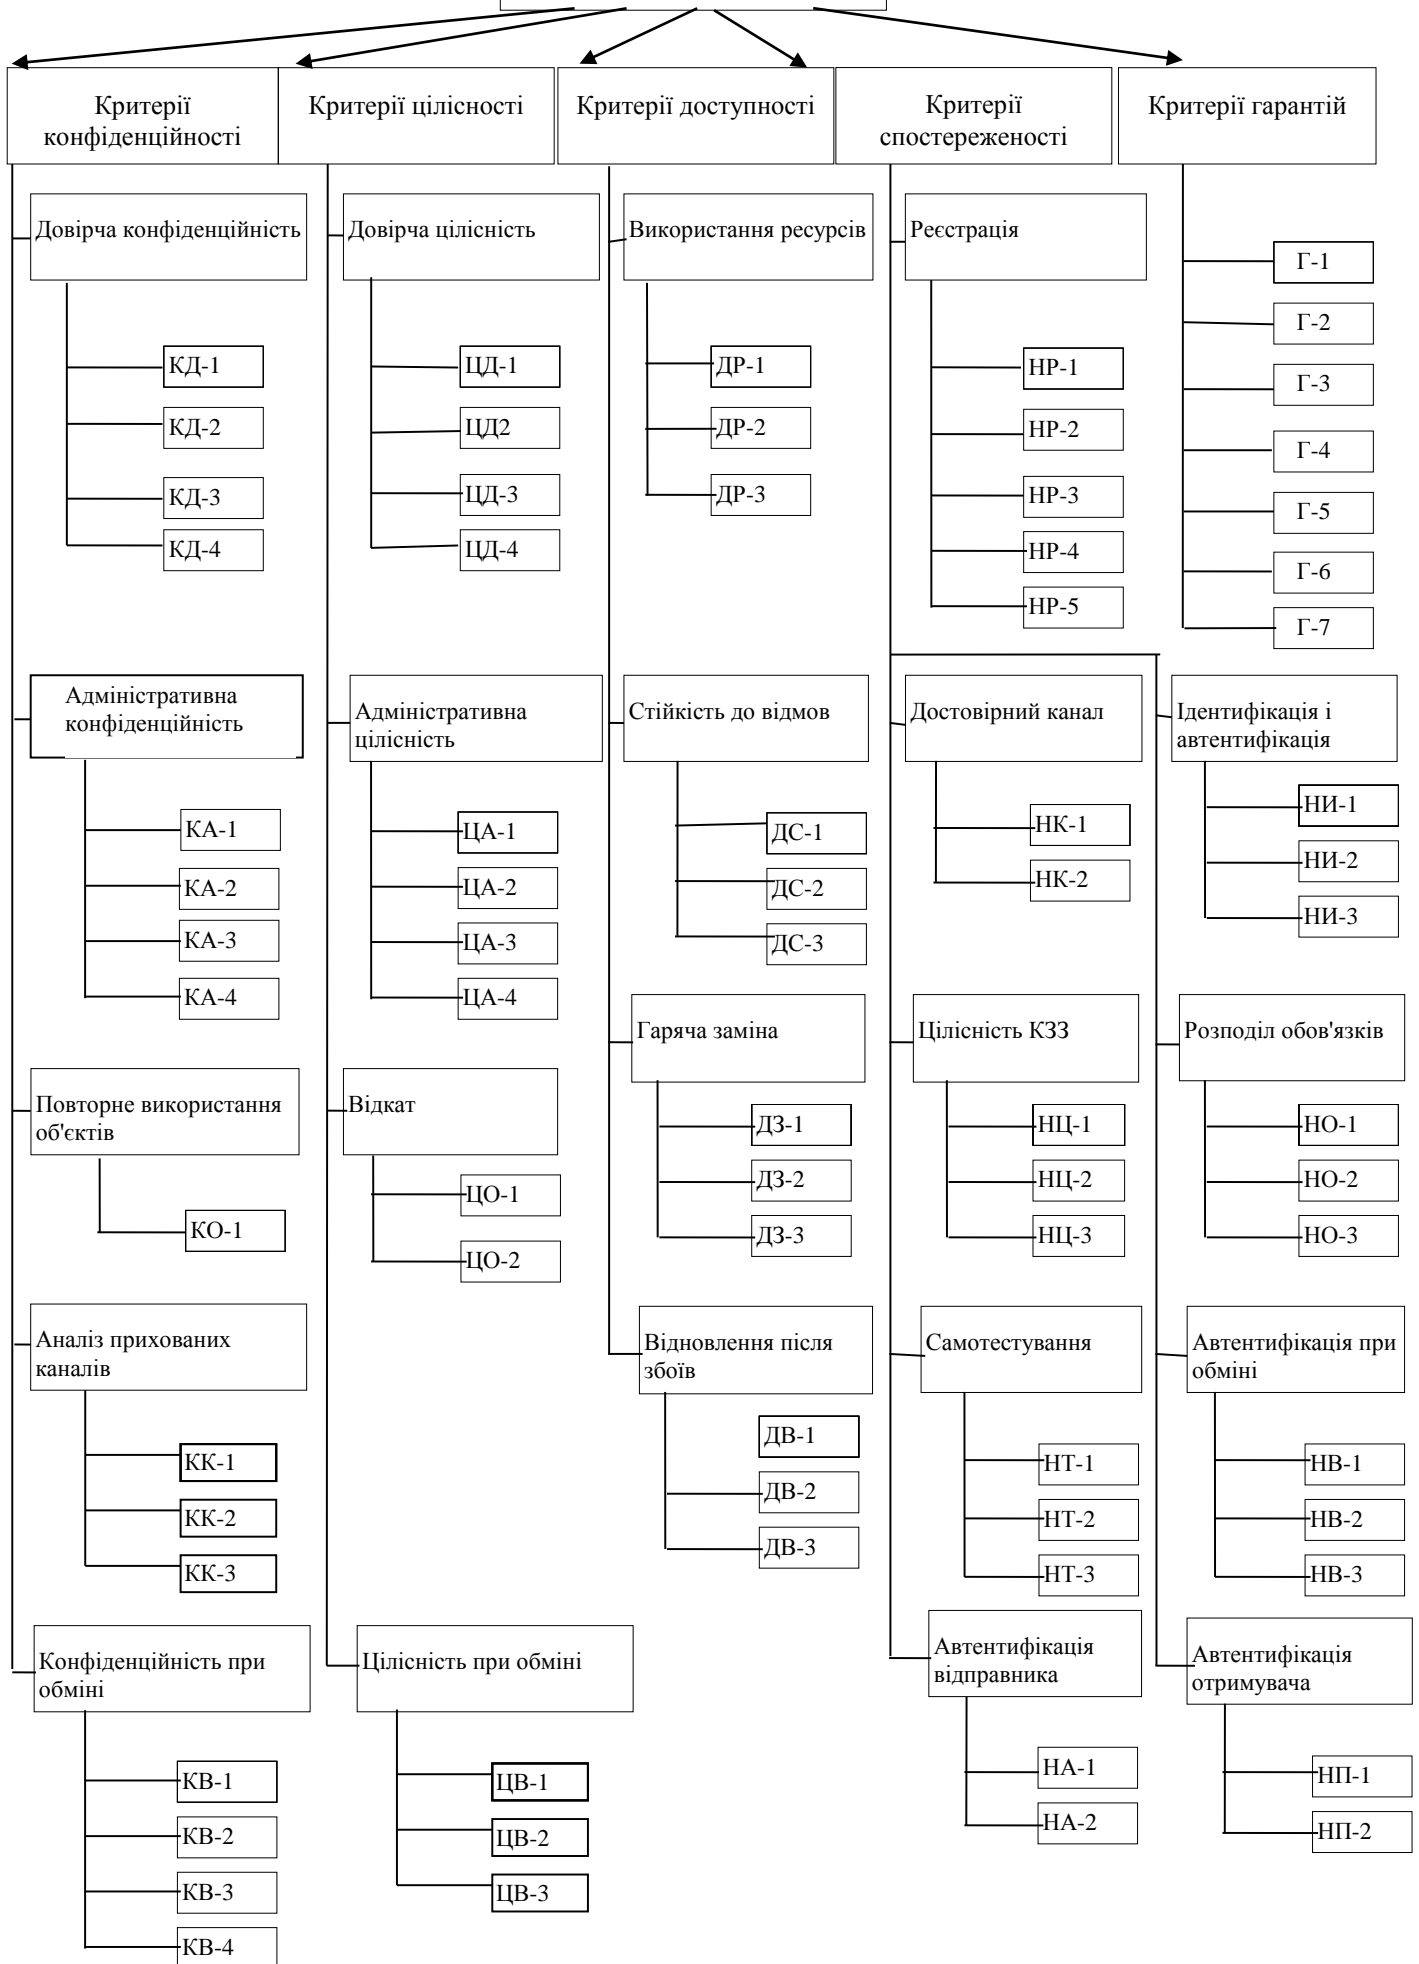 Критерії
конфіденційності
Критерії цілісності
Критерії доступності
Критерії
спостереженості
Критерії гарантій
Довірча конфіденційність
КД-1
КД-2
КД-3
КД-4
Адміністративна
конфіденційність
КА-1
КА-2
КА-3
КА-4
Повторне використання
об'єктів
КО-1
Аналіз прихованих
каналів
КК-1
КК-2
КК-3
Конфіденційність при
обміні
КВ-1
КВ-2
КВ-3
КВ-4
Довірча цілісність
ЦД-1
ЦД2
ЦД-3
ЦД-4
Адміністративна
цілісність
ЦА-1
ЦА-2
ЦА-3
ЦА-4
Відкат
ЦО-1
ЦО-2
Цілісність при обміні
ЦВ-1
ЦВ-2
ЦВ-3
Використання ресурсів
ДР-1
ДР-2
ДР-3
Стійкість до відмов
ДС-1
ДС-2
ДС-3
Гаряча заміна
ДЗ-1
ДЗ-2
ДЗ-3
Відновлення після
збоїв
ДВ-1
ДВ-2
ДВ-3
Реєстрація
НР-1
НР-2
НР-3
НР-4
НР-5
Достовірний канал
НК-1
НК-2
Цілісність КЗЗ
НЦ-1
НЦ-2
НЦ-3
Самотестування
НТ-1
НТ-2
НТ-3
Автентифікація
відправника
НА-1
НА-2
Ідентифікація і
автентифікація
НИ-1
НИ-2
НИ-3
Розподіл обов'язків
НО-1
НО-2
НО-3
Автентифікація при
обміні
НВ-1
НВ-2
НВ-3
Автентифікація
отримувача
НП-1
НП-2
Г-1
Г-2
Г-3
Г-4
Г-5
Г-6
Г-7